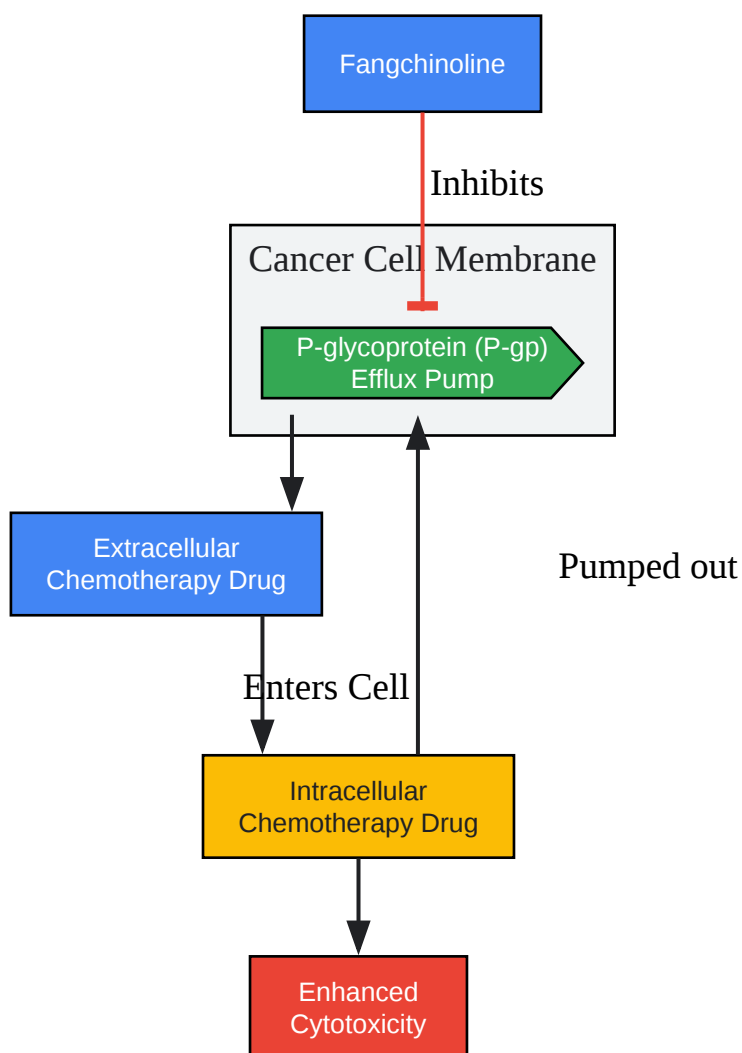 Fangchinoline
Inhibits
Cancer Cell Membrane
P-glycoprotein (P-gp)
Efflux Pump
Extracellular
Chemotherapy Drug
Pumped out
Enters Cell
Intracellular
Chemotherapy Drug
Enhanced
Cytotoxicity